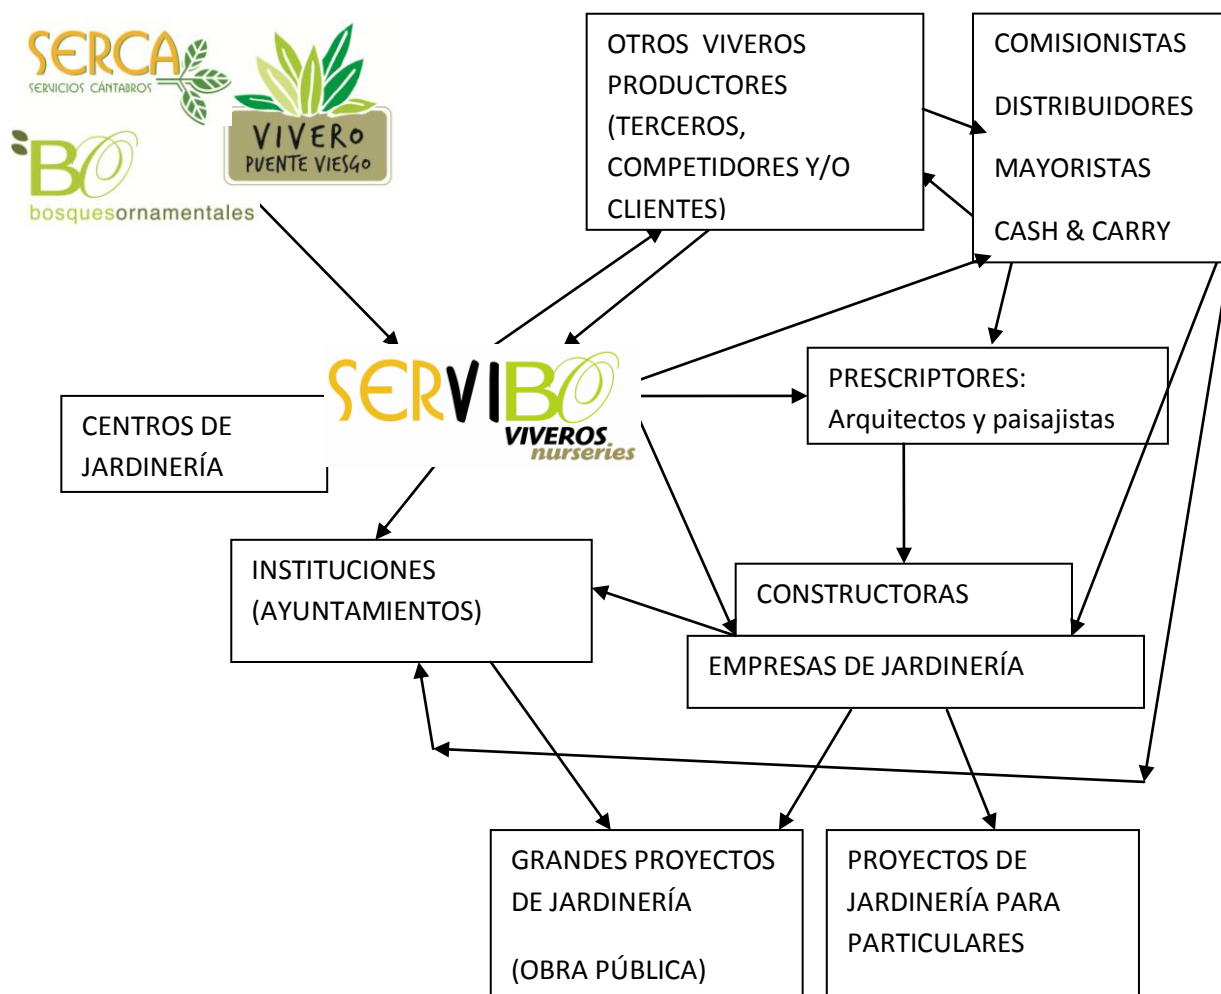 SERCA
SERVICIOS CÁNTABROS
VIVERO
PUENTE VIESGO
BO
bosquesornamentales
OTROS VIVEROS
PRODUCTORES
(TERCEROS,
COMPETIDORES Y/O
CLIENTES)
COMISIONISTAS
DISTRIBUIDORES
MAYORISTAS
CASH & CARRY
SERVIBO
VIVEROS
nurseries
PRESCRIPTORES:
Arquitectos y paisajistas
CENTROS DE
JARDINERÍA
INSTITUCIONES
(AYUNTAMIENTOS)
CONSTRUCTORAS
EMPRESAS DE JARDINERÍA
GRANDES PROYECTOS
DE JARDINERÍA
(OBRA PÚBLICA)
PROYECTOS DE
JARDINERÍA PARA
PARTICULARES